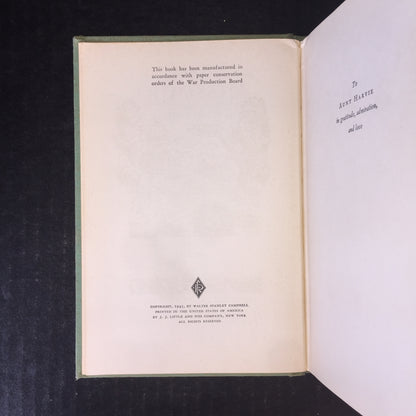 This book has been manufactured in
accordance with paper conservation
orders of the War Production Board
COPYRIGHT, 1943, BY WALTER STANLEY CAMPBELL
PRINTED IN THE UNITED STATES OF AMERICA
BY J. J. LITTLE AND IVES COMPANY, NEW YORK
ALL RIGHTS RESERVED
To
AUNT HARTIE
in gratitude, admiration,
and love